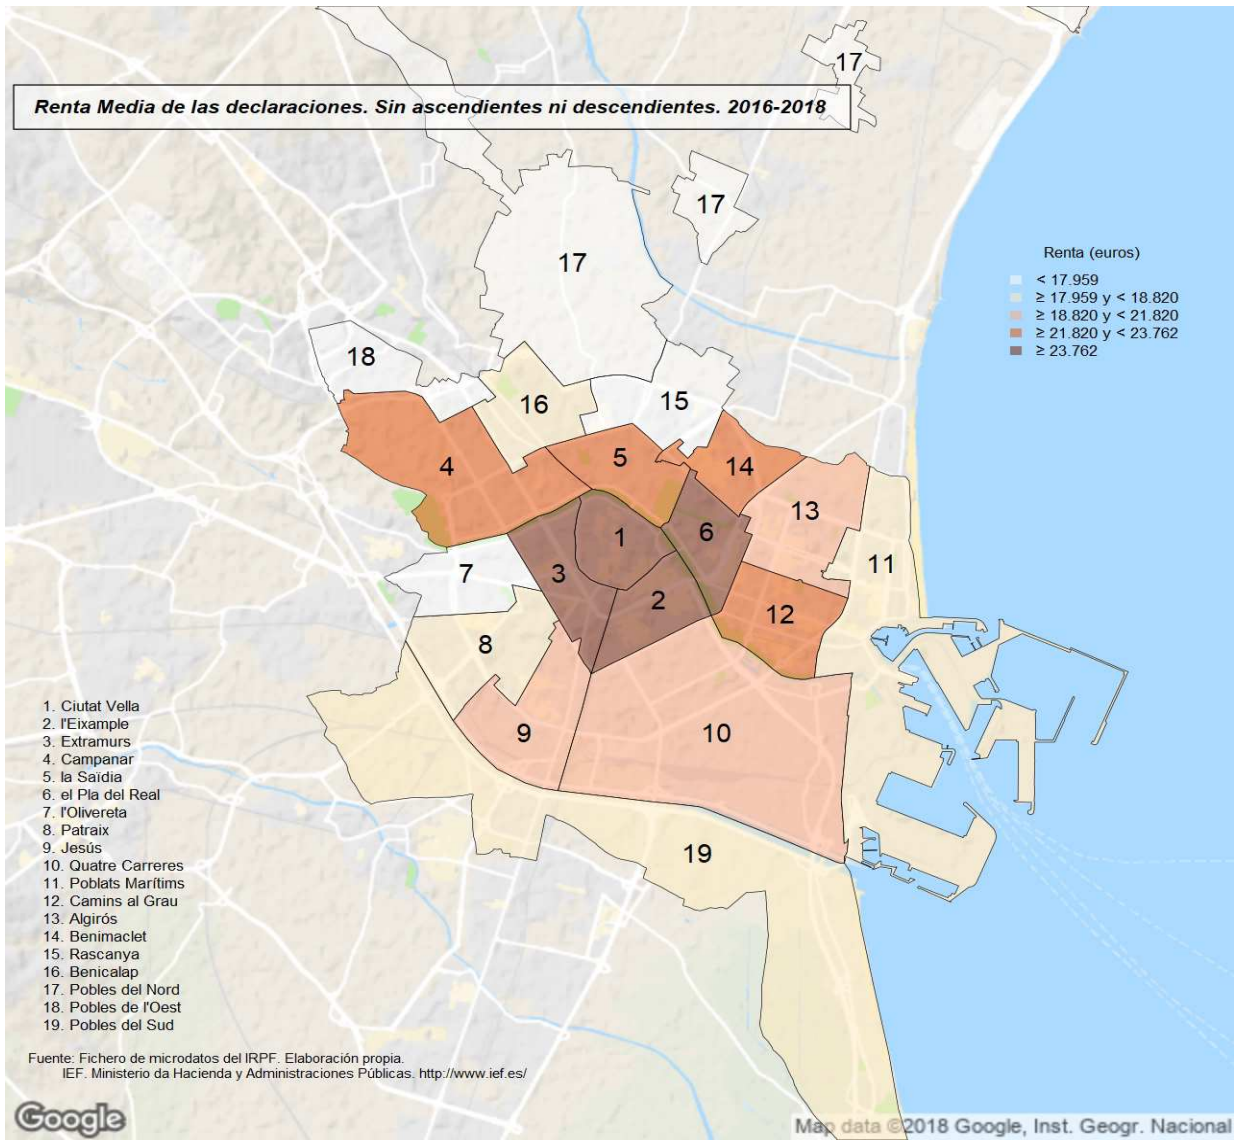 Renta Media de las declaraciones. Sin ascendientes ni descendientes. 2016-2018
17
17
17
Renta (euros)
< 17.959
≥ 17.959 y < 18.820
≥ 18.820 y < 21.820
≥ 21.820 y < 23.762
≥ 23.762
18
16
15
4
5
14
13
6
1
11
7
3
2
12
8
9
10
19
1. Ciutat Vella
2. l'Eixample
3. Extramurs
4. Campanar
5. la Saïdia
6. el Pla del Real
7. l'Olivereta
8. Patraix
9. Jesús
10. Quatre Carreres
11. Poblats Marítims
12. Camins al Grau
13. Algirós
14. Benimaclet
15. Rascanya
16. Benicalap
17. Pobles del Nord
18. Pobles de l'Oest
19. Pobles del Sud
Fuente: Fichero de microdatos del IRPF. Elaboración propia.
IEF. Ministerio da Hacienda y Administraciones Públicas. http://www.ief.es/
Google
Map data ©2018 Google, Inst. Geogr. Nacional